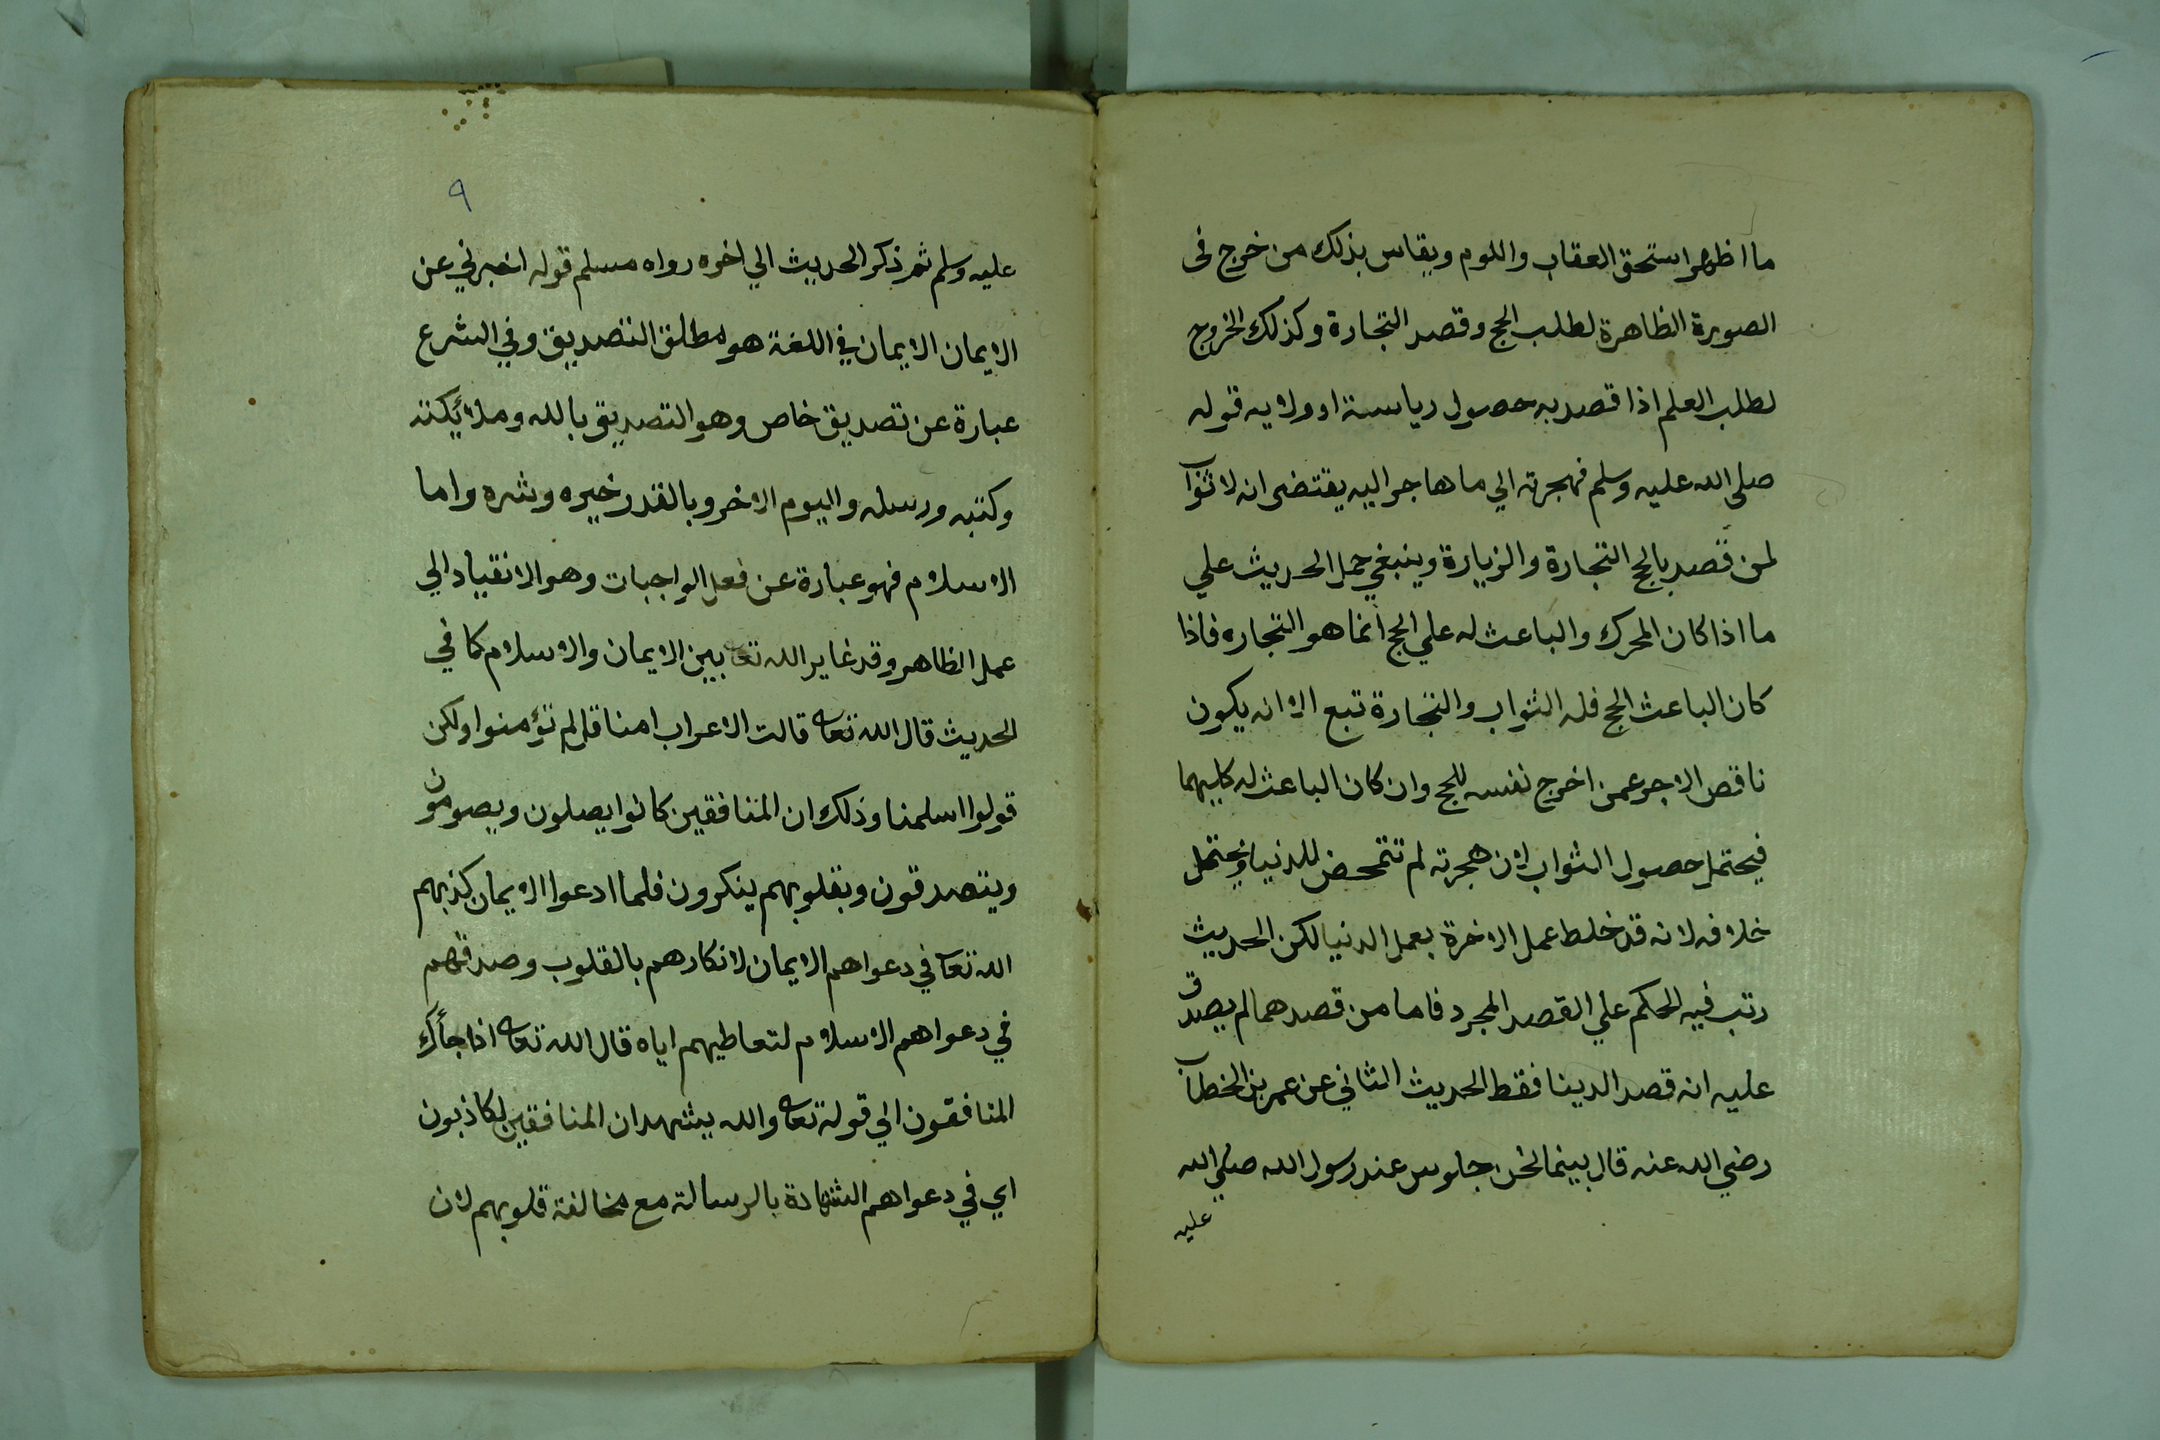 ما اظهر استحق العقاب واللوم ويقاس بذلك من خرج فى
الصورة الظاهرة لطلب الحج وقصد التجارة وكذلك الخروج
لطلب العلم اذا قصد به حصول رياسة او ولاية قوله
صلي الله عليه وسلم فهجرته الي ما هاجر اليه يقتضى انه لا ثواب
لمن قصد بالحج التجارة والزيارة وينبغي حمل الحديث علي
ما اذا كان المحرك والباعث له علي الحج انما هو التجاره فاذا
كان الباعث الحج فله الثواب والتجارة تبع الا انه يكون
ناقص الاجر عمن اخرج نفسه للحج وان كان الباعث له كليهما
فيحتمل حصول الثواب لان هجرته لم تتمحض للدنيا ويحتمل
خلافه لانه قد خلط عمل الاخرة بعمل الدنيا لكن الحديث
رتب فيه الحكم علي القصد المجرد فاما من قصدهما لم يصدق
عليه انه قصد الدينا فقط الحديث الثاني عن عمر بن الخطاب
رضي الله عنه قال بينما نحن جلوس عند رسول الله صلي الله
عليه
٩
عليه وسلم ثم ذكر الحديث الي اخره رواه مسلم قوله اخبرني عن
الايمان الايمان في اللغة هو مطلق التصديق وفي الشرع
عبارة عن تصديق خاص وهو التصديق بالله وملائكته
وكتبه ورسله واليوم الاخر وبالقدر خيره وشره واما
الاسلام فهو عبارة عن فعل الواجبات وهو الانقياد الي
عمل الظاهر وقد غاير الله تعا بين الايمان والاسلام كما في
الحديث قال الله تعا قالت الاعراب امنا قل لم تؤمنوا ولكن
قولوا اسلمنا وذلك ان المنافقين كانوا يصلون ويصومون
ويتصدقون وبقلوبهم ينكرون فلما ادعوا الايمان كذبهم
الله تعا في دعواهم الايمان لانكارهم بالقلوب وصدقهم
في دعواهم الاسلام لتعاطيهم اياه قال الله تعا اذا جأك
المنافقون الي قولة تعا والله يشهد ان المنافقين لكاذبون
اي في دعواهم الشهادة بالرسالة مع مخالفة قلوبهم لان